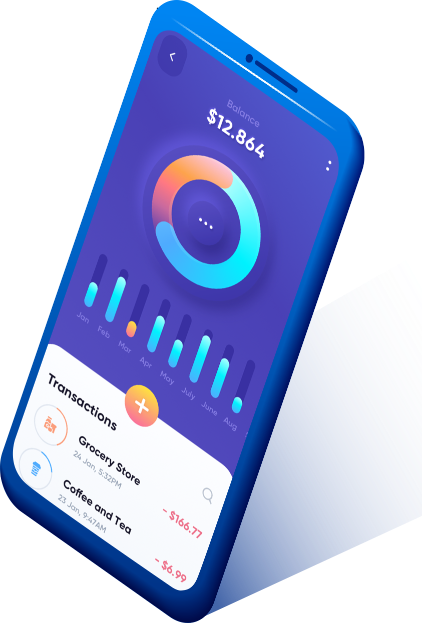 Balance
$12.864
Jan Feb Mar Apr May July June Aug
Transactions
Grocery Store
24 Jan, 5:32PM
- $166.77
Coffee and Tea
23 Jan, 9:47AM
- $6.99